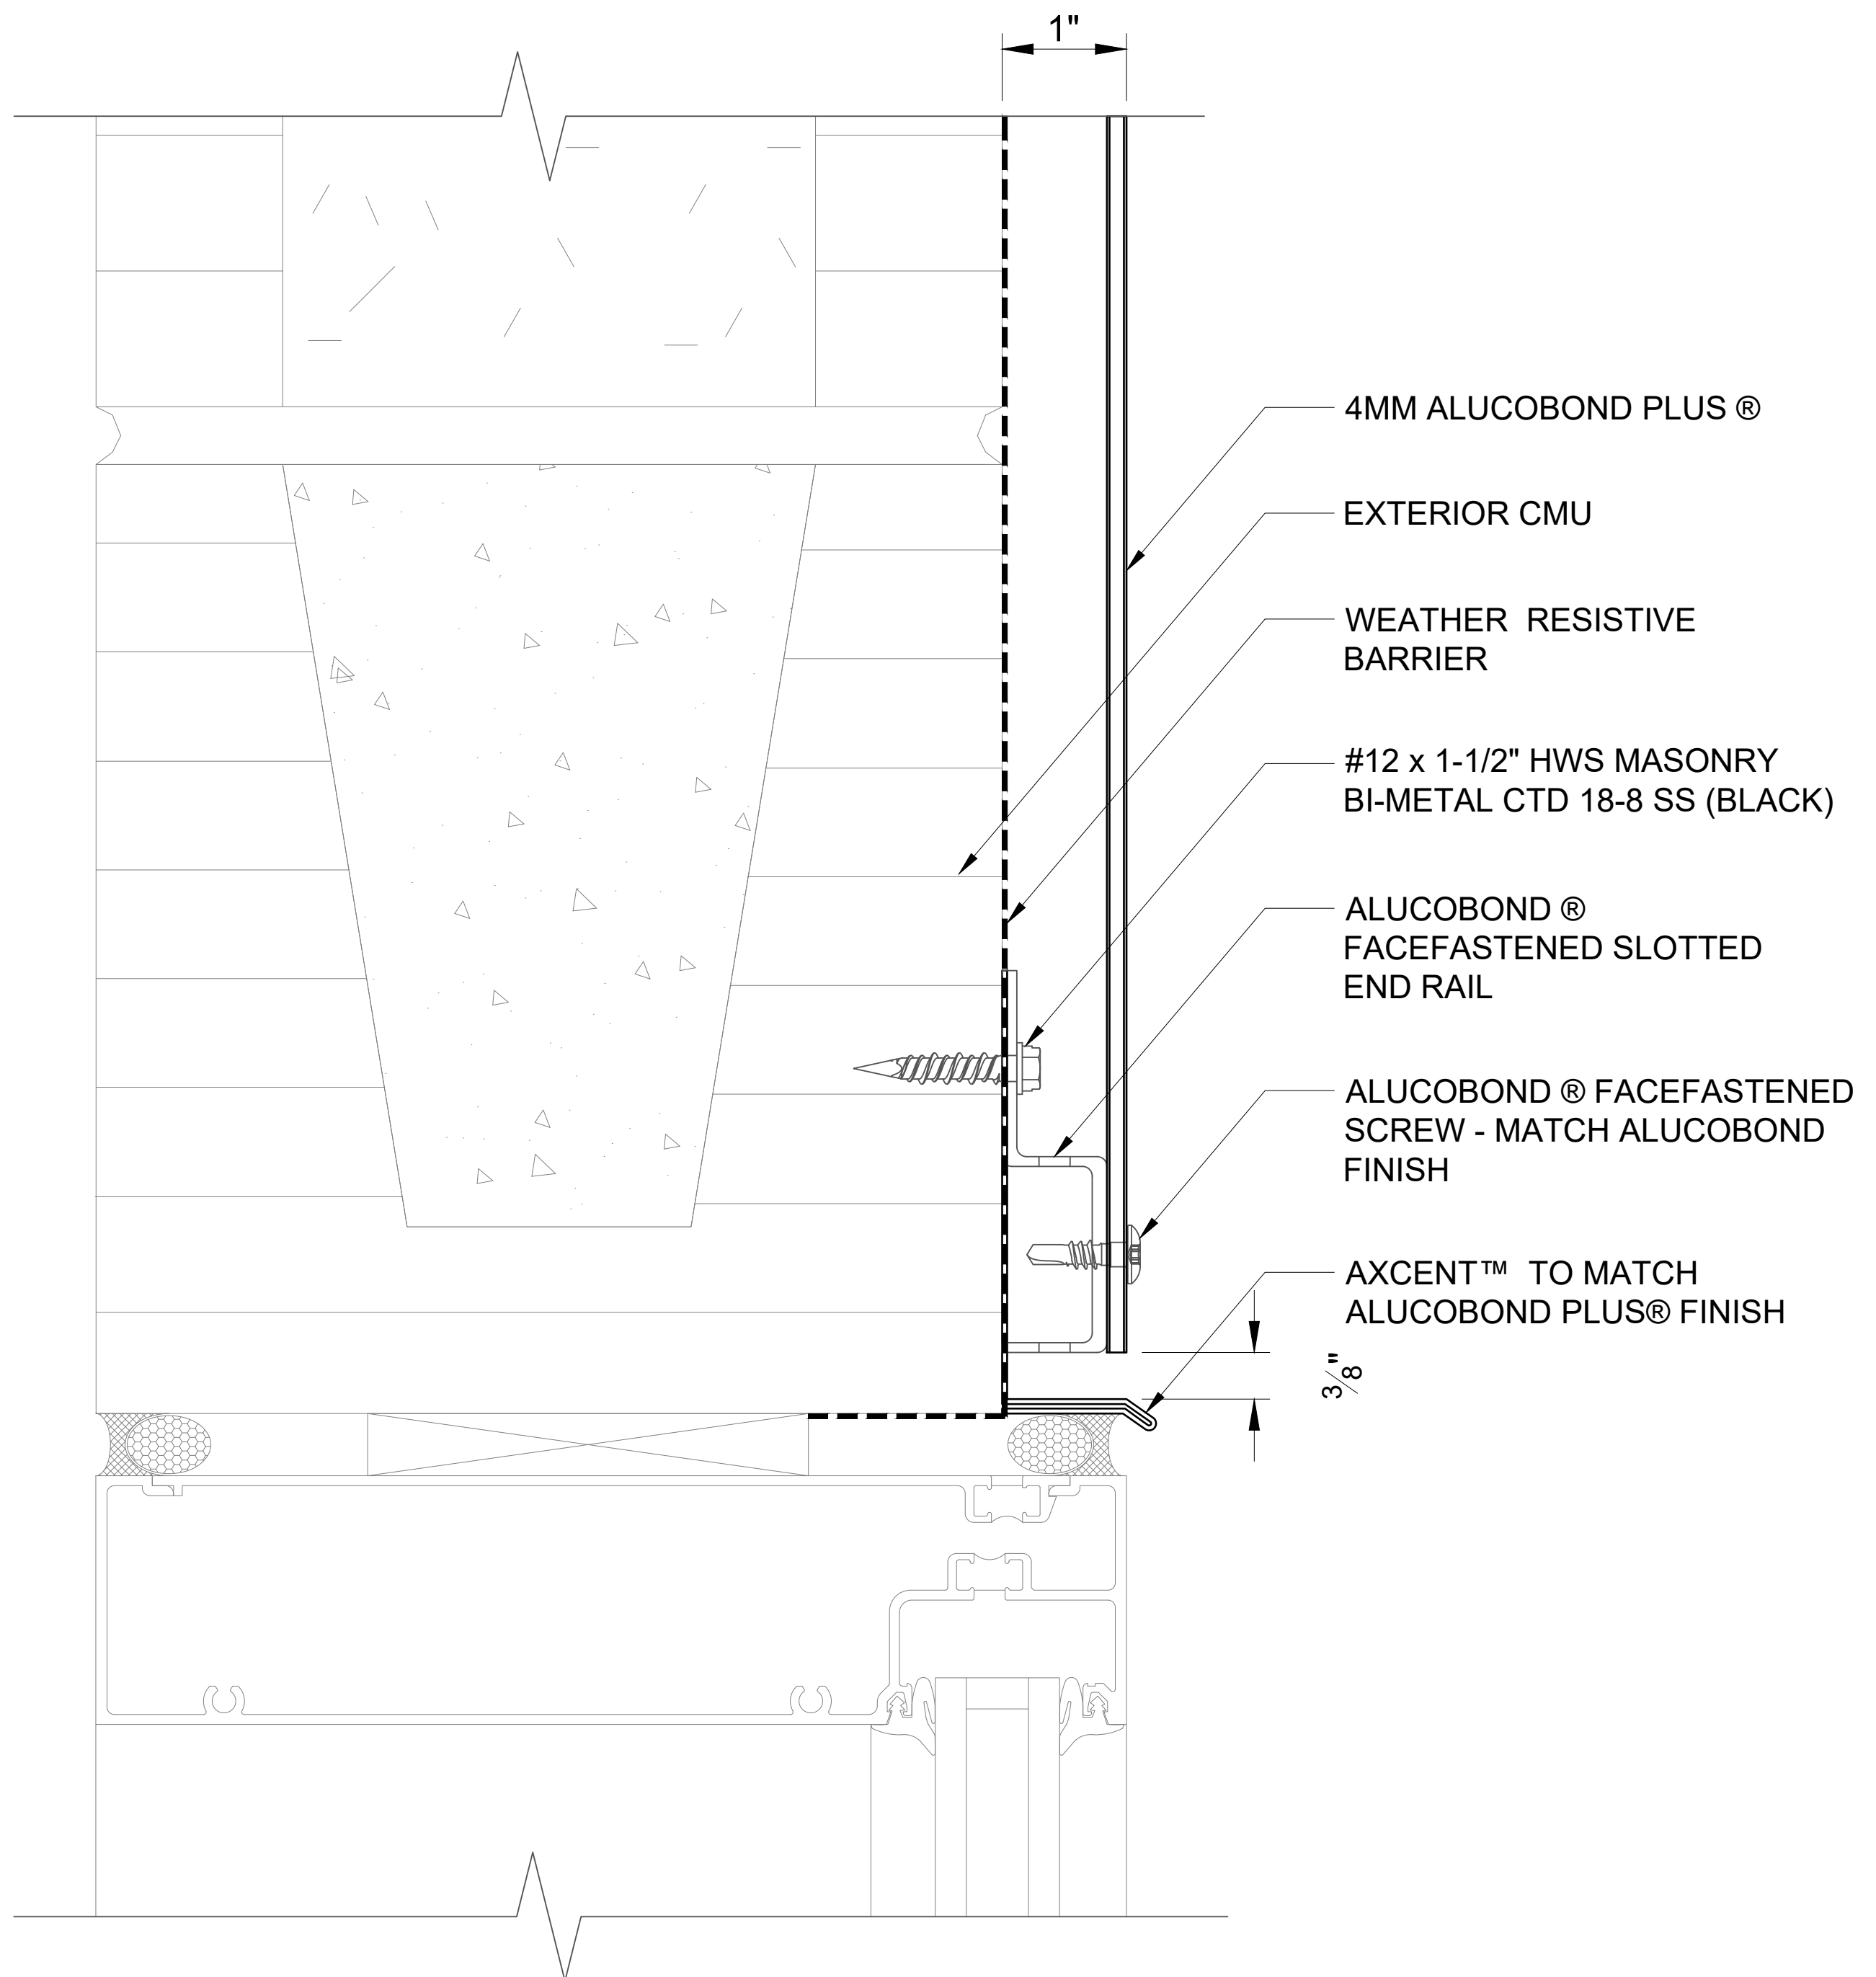 1"
4MM ALUCOBOND PLUS ®
EXTERIOR CMU
WEATHER RESISTIVE
BARRIER
#12 x 1-1/2" HWS MASONRY
BI-METAL CTD 18-8 SS (BLACK)
ALUCOBOND ®
FACEFASTENED SLOTTED
END RAIL
ALUCOBOND ® FACEFASTENED
SCREW - MATCH ALUCOBOND
FINISH
AXCENT™ TO MATCH
ALUCOBOND PLUS® FINISH
3/8"